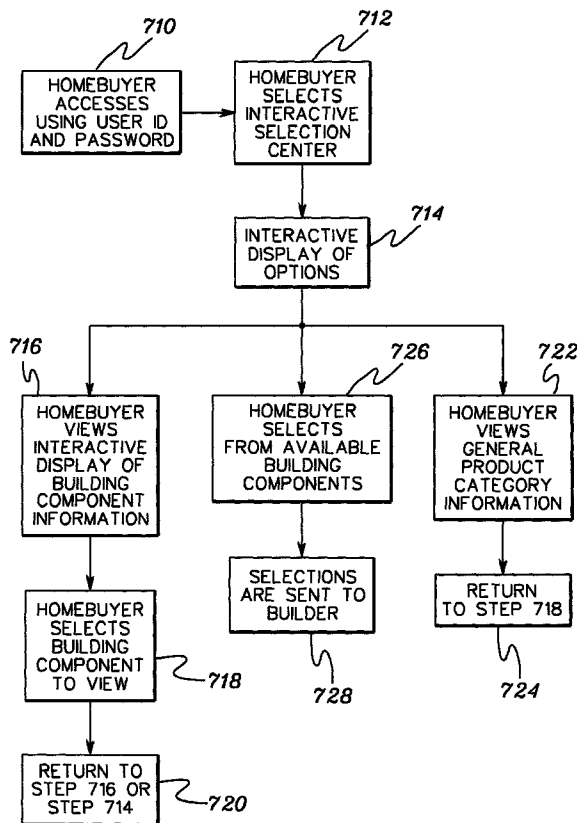 710
HOMEBUYER
ACCESSES
USING USER ID
AND PASSWORD
712
HOMEBUYER
SELECTS
INTERACTIVE
SELECTION
CENTER
714
INTERACTIVE
DISPLAY OF
OPTIONS
716
HOMEBUYER
VIEWS
INTERACTIVE
DISPLAY OF
BUILDING
COMPONENT
INFORMATION
726
HOMEBUYER
SELECTS
FROM AVAILABLE
BUILDING
COMPONENTS
722
HOMEBUYER
VIEWS
GENERAL
PRODUCT
CATEGORY
INFORMATION
HOMEBUYER
SELECTS
BUILDING
COMPONENT
TO VIEW
718
SELECTIONS
ARE SENT TO
BUILDER
728
RETURN
TO STEP 718
724
RETURN TO
STEP 716 OR
STEP 714
720